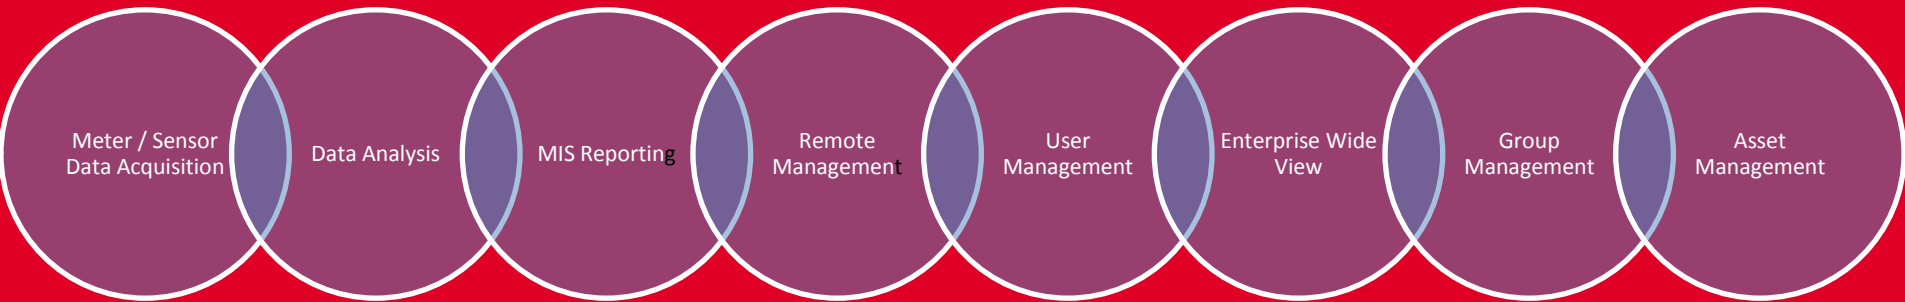 Meter / Sensor
Data Acquisition
Data Analysis
MIS Reporting
Remote
Management
User
Management
Enterprise Wide
View
Group
Management
Asset
Management